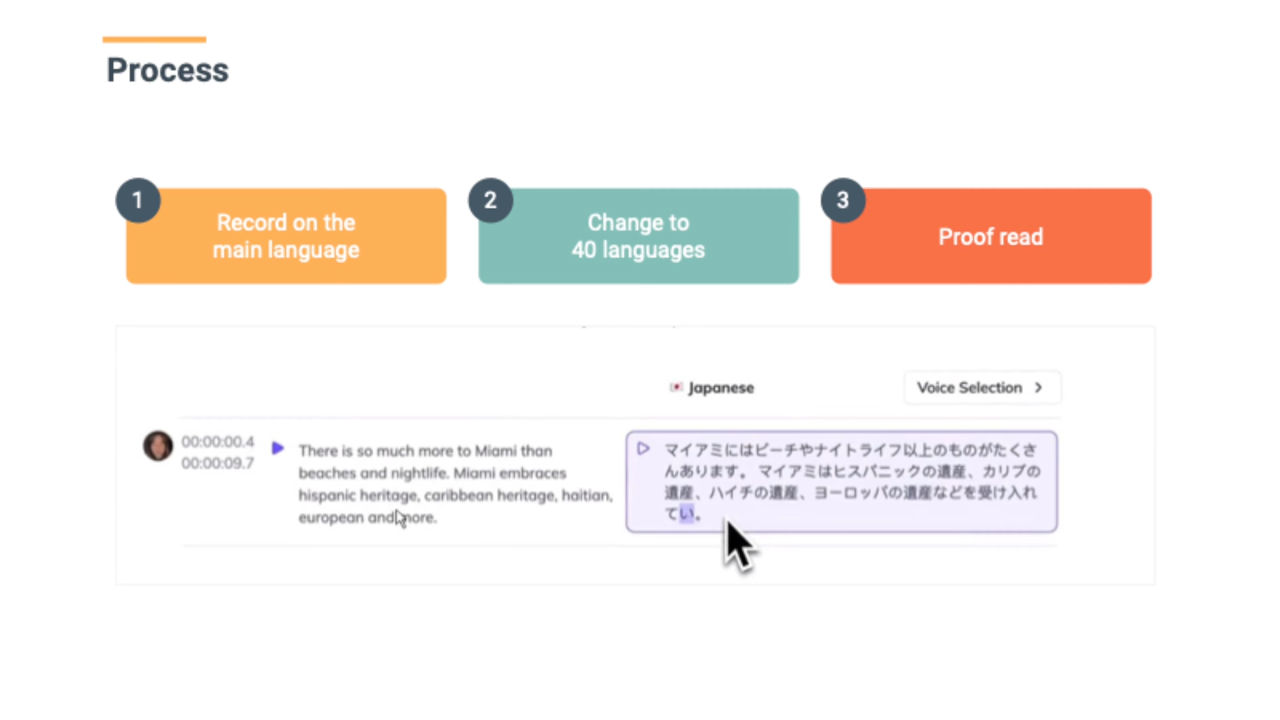 Process
1
Record on the
main language
2
Change to
40 languages
3
Proof read
Japanese
Voice Selection
00:00:00.4
00:00:09.7
There is so much more to Miami than
beaches and nightlife. Miami embraces
hispanic heritage, caribbean heritage, haitian,
european and more.
マイアミにはビーチやナイトライフ以上のものがたくさ
んあります。 マイアミはヒスパニックの遺産、カリブの
遺産、ハイチの遺産、ヨーロッパの遺産などを受け入れ
てい。